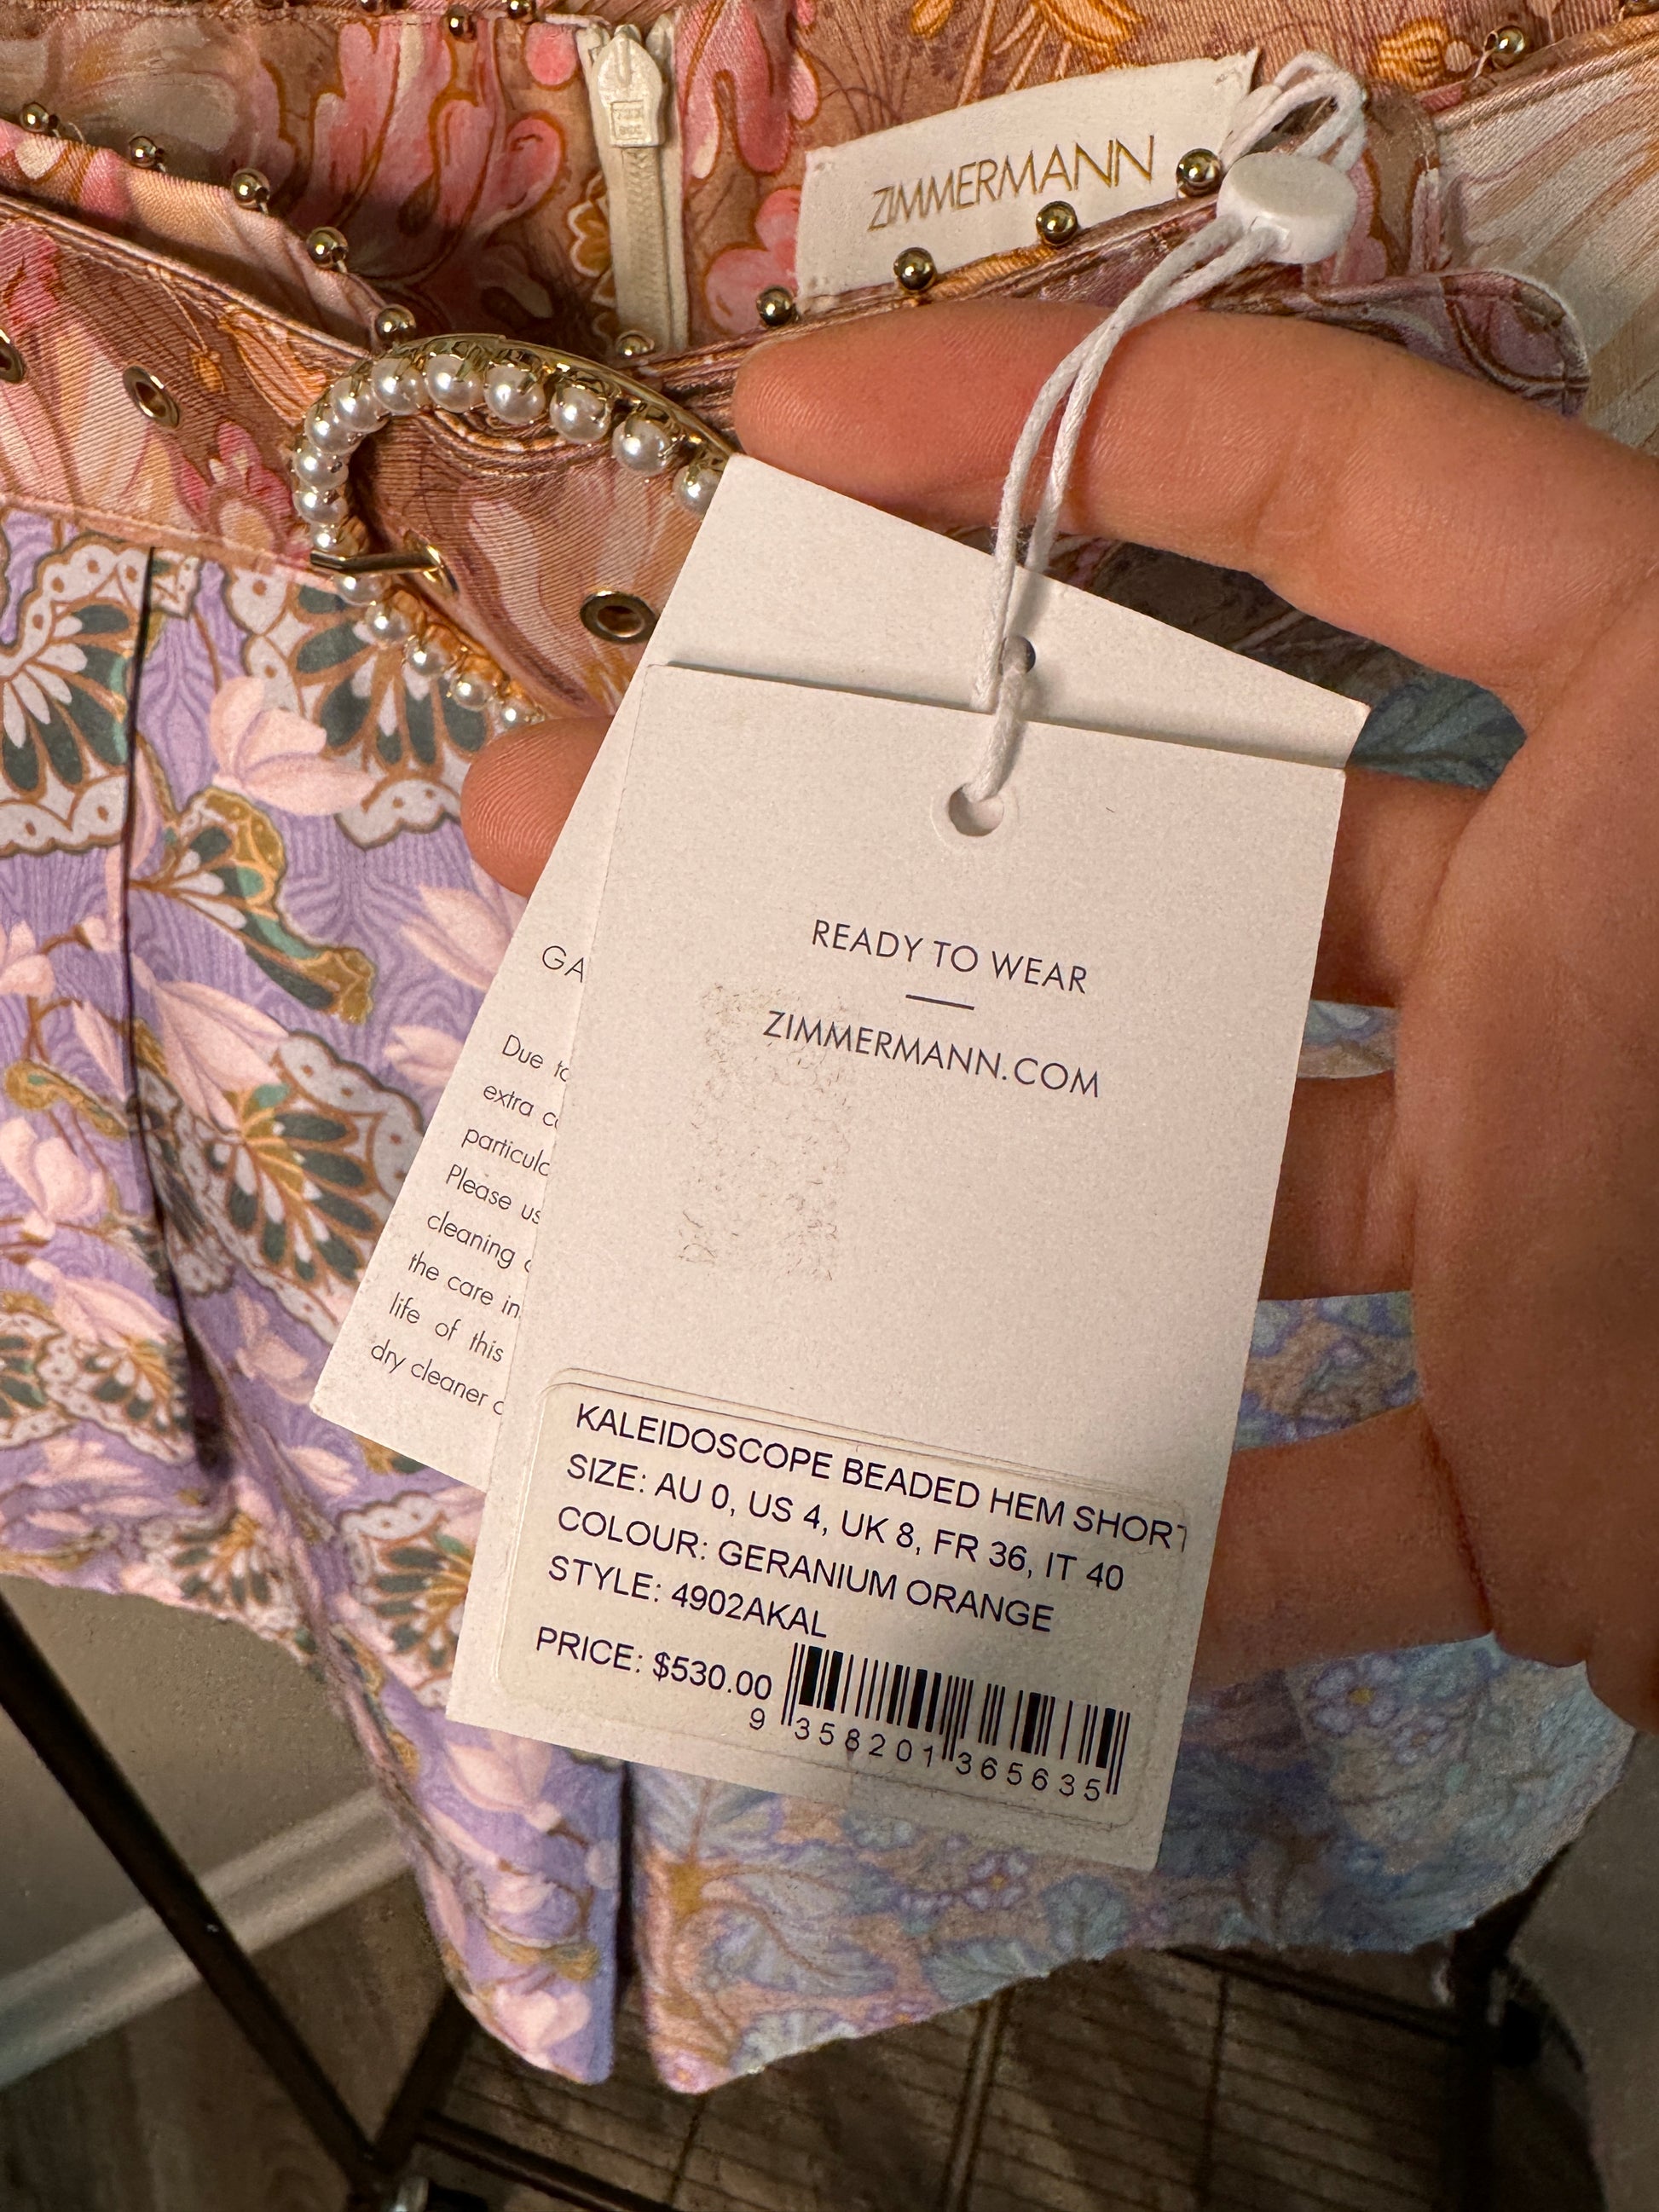 ZIMMERMANN
READY TO WEAR
ZIMMERMANN.COM
GA
Due to
extra
particul
Please us
cleaning
the care in
life of this
dry cleaner
KALEIDOSCOPE BEADED HEM SHORT
SIZE: AU 0, US 4, UK 8, FR 36, IT 40
COLOUR: GERANIUM ORANGE
STYLE: 4902AKAL
PRICE: $530.00
9 358201 365635